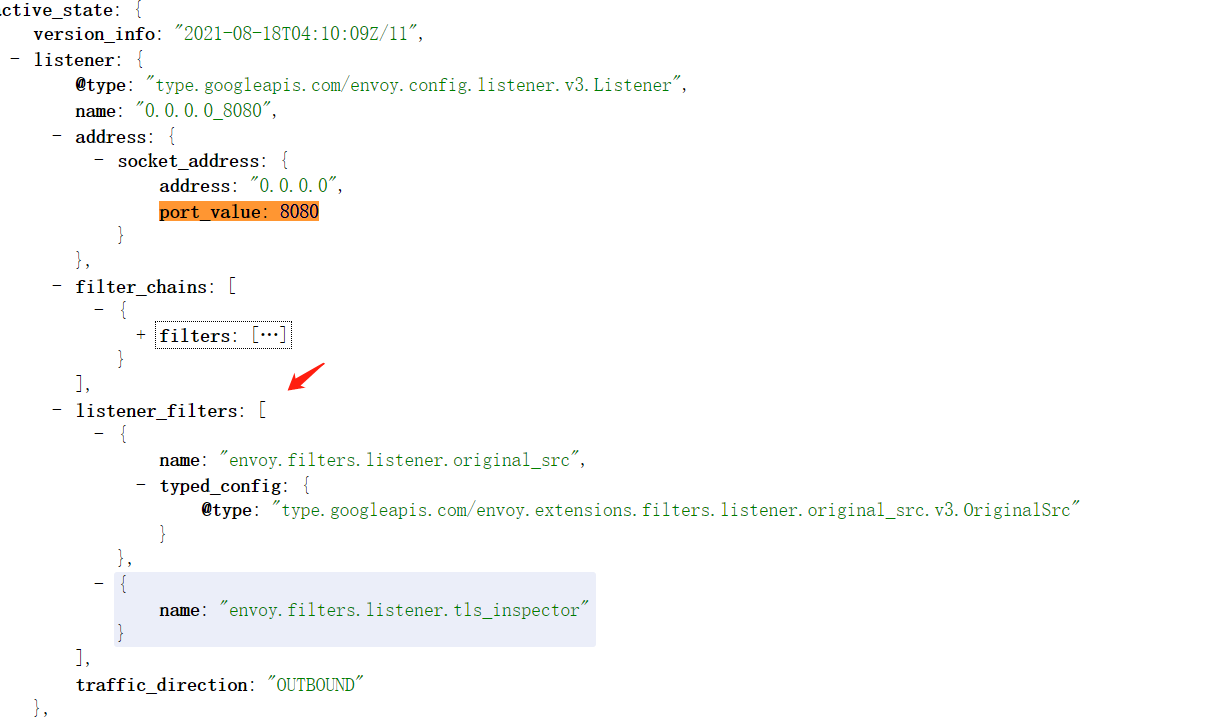 active_state: {
version_info: "2021-08-18T04:10:09Z/11",
- listener: {
@type: "type.googleapis.com/envoy.config.listener.v3.Listener",
name: "0.0.0.0_8080",
- address: {
- socket_address: {
address: "0.0.0.0",
port_value: 8080
}
},
- filter_chains: [
- {
+ filters: […]
}
],
- listener_filters: [
- {
name: "envoy.filters.listener.original_src",
- typed_config: {
@type: "type.googleapis.com/envoy.extensions.filters.listener.original_src.v3.OriginalSrc"
}
},
- {
name: "envoy.filters.listener.tls_inspector"
}
],
traffic_direction: "OUTBOUND"
},